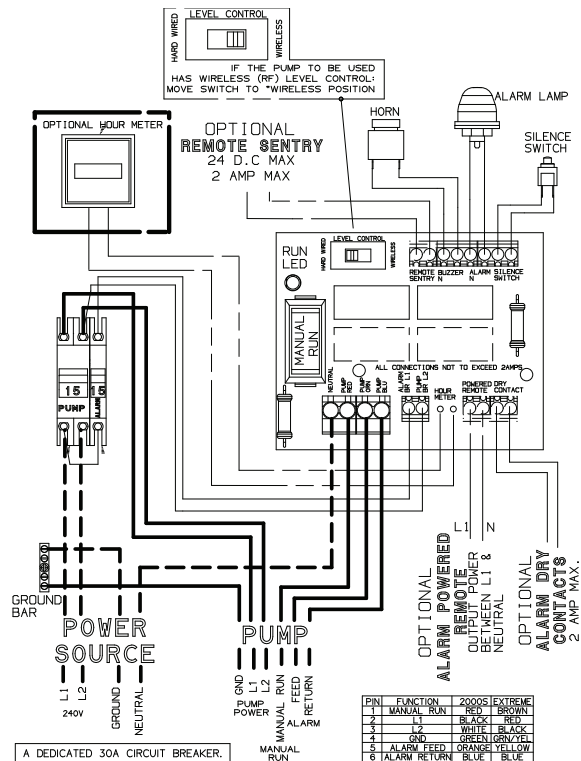 LEVEL CONTROL
HARD WIRED
WIRELESS
IF THE PUMP TO BE USED
HAS WIRELESS (RF) LEVEL CONTROL:
MOVE SWITCH TO "WIRELESS POSITION
OPTIONAL HOUR METER
OPTIONAL
REMOTE SENTRY
24 D.C MAX
2 AMP MAX
HORN
ALARM LAMP
SILENCE
SWITCH
RUN
LED
LEVEL CONTROL
HARD WIRED
WIRELESS
REMOTE BUZZER ALARM SILENCE
SENTRY N N SWITCH
MANUAL
RUN
ALL CONNECTIONS NOT TO EXCEED 2AMPS
NEUTRAL
PUMP
RED
PUMP
ORN
PUMP
BLU
ALARM
BR L1
PUMP
BR L2
HOUR
METER
POWERED DRY
REMOTE CONTACT
15
15
PUMP
ALARM
GROUND
BAR
POWER
SOURCE
L1
L2
240V
GROUND
NEUTRAL
PUMP
GND
L1
L2
PUMP
POWER
MANUAL RUN
MANUAL
RUN
FEED
RETURN
ALARM
L1 N
OPTIONAL
ALARM POWERED
REMOTE
OUTPUT POWER
BETWEEN L1 &
NEUTRAL
OPTIONAL
ALARM DRY
CONTACTS
2 AMP MAX.
A DEDICATED 30A CIRCUIT BREAKER.
PIN FUNCTION 2000S EXTREME
1 MANUAL RUN RED BROWN
2 L1 BLACK RED
3 L2 WHITE BLACK
4 GND GREEN GRN/YEL
5 ALARM FEED ORANGE YELLOW
6 ALARM RETURN BLUE BLUE